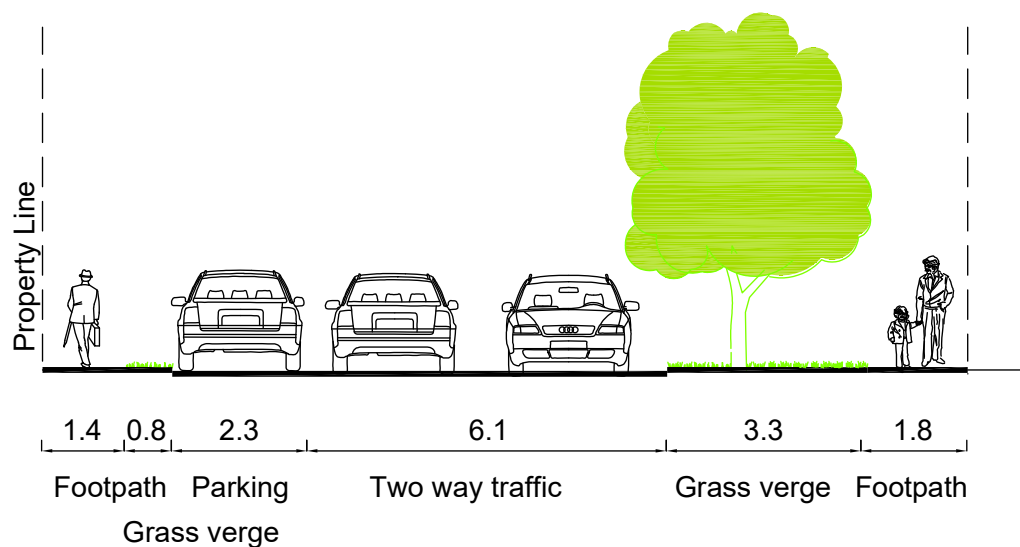 Property Line
1.4 0.8 2.3 6.1 3.3 1.8
Footpath Parking Two way traffic Grass verge Footpath
Grass verge